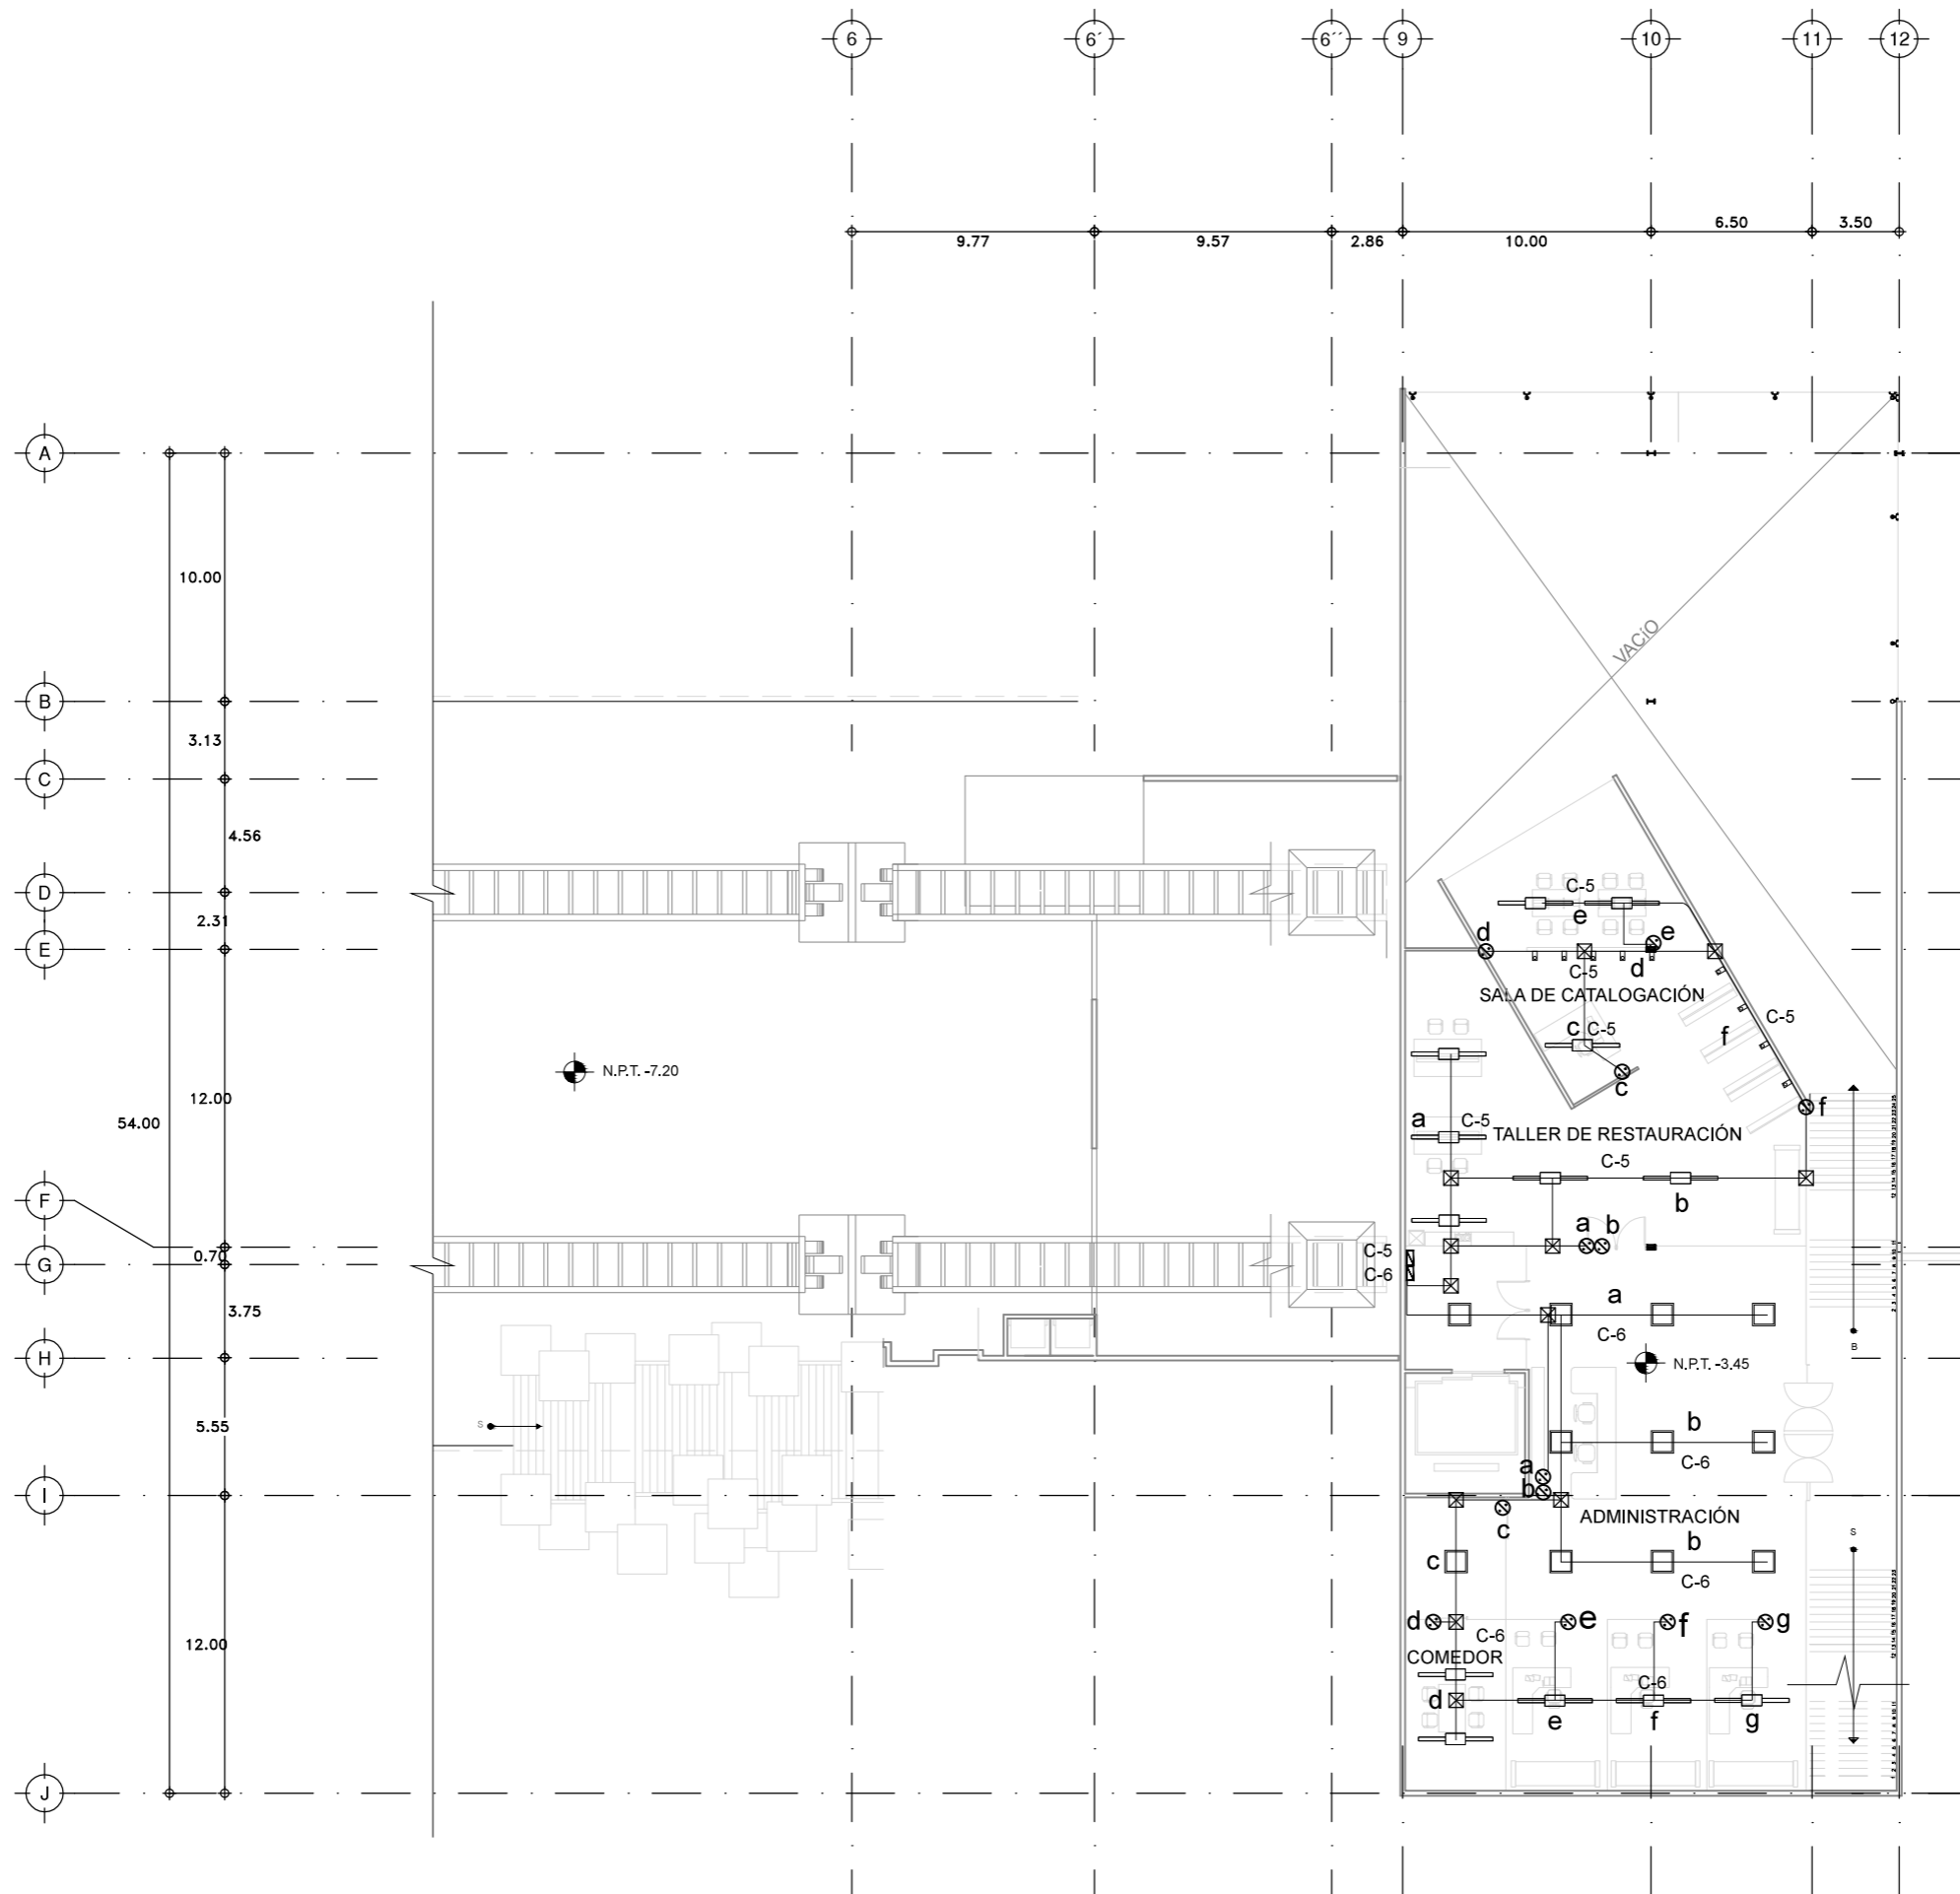 6 6´ 6´´ 9 10 11 12
9.77 9.57 2.86 10.00 6.50 3.50
A
10.00
VACíO
B
3.13
C
4.56
D
C-5
2.31
e
d e
E
C-5 d
SALA DE CATALOGACIÓN
C-5
f
c C-5
N.P.T. -7.20
c
12.00
f
54.00
a C-5
TALLER DE RESTAURACIÓN
C-5
F
b
a b
0.70
C-5
G
C-6
3.75
a
C-6
B
H
N.P.T. -3.45
5.55
S
b
C-6
a
b
I
c
ADMINISTRACIÓN
S
b
c
C-6
d e f g
C-6
12.00
COMEDOR
C-6
d
e f g
J